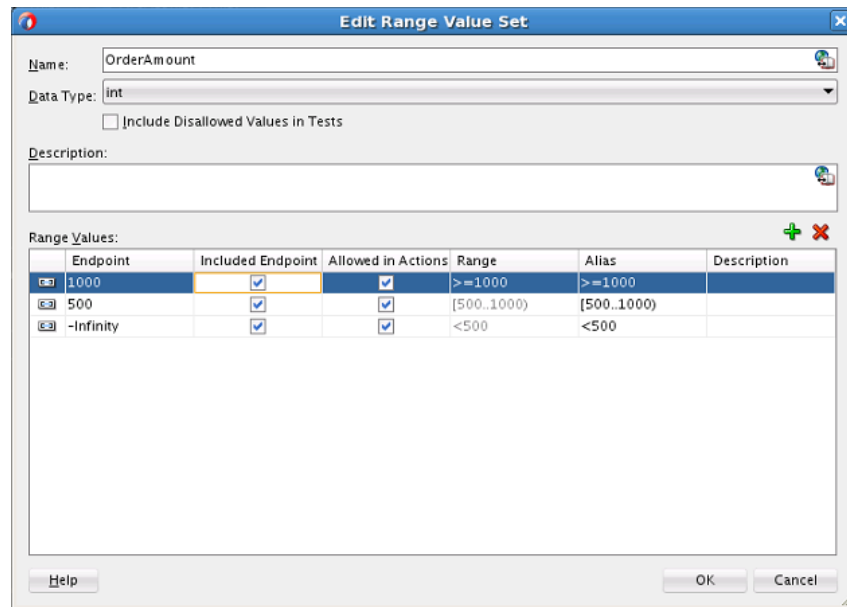 Edit Range Value Set
Name: OrderAmount
Data Type: int
Include Disallowed Values in Tests
Description:
Range Values:
Endpoint Included Endpoint Allowed in Actions Range Alias Description
1000 >=1000 >=1000
500 [500..1000) [500..1000)
-Infinity <500 <500
Help OK Cancel